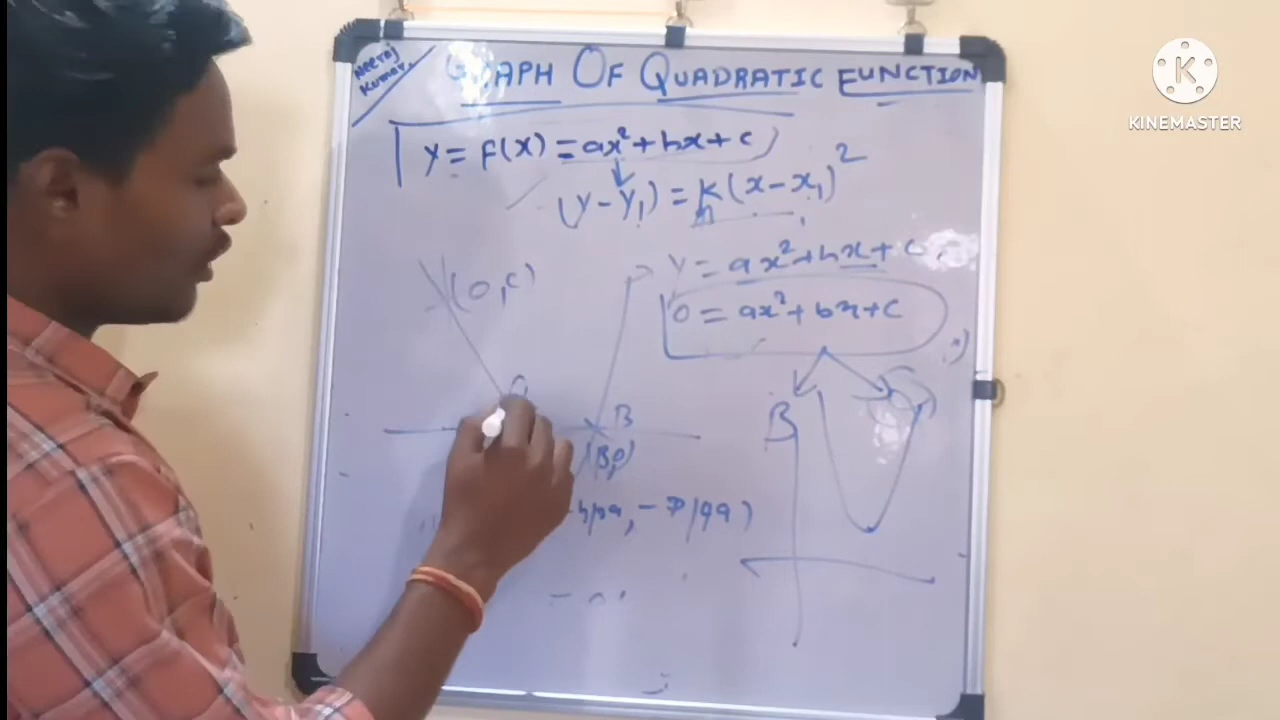 Neeraj
Kumar.
GRAPH OF QUADRATIC FUNCTION
y = f(x) = ax² + bx + c
(y - y₁) = k(x - x₁)²
y = ax² + bx + c
0 = ax² + bx + c
(0, c)
B
B
-b/2a, -D/4a)
K
KINEMASTER